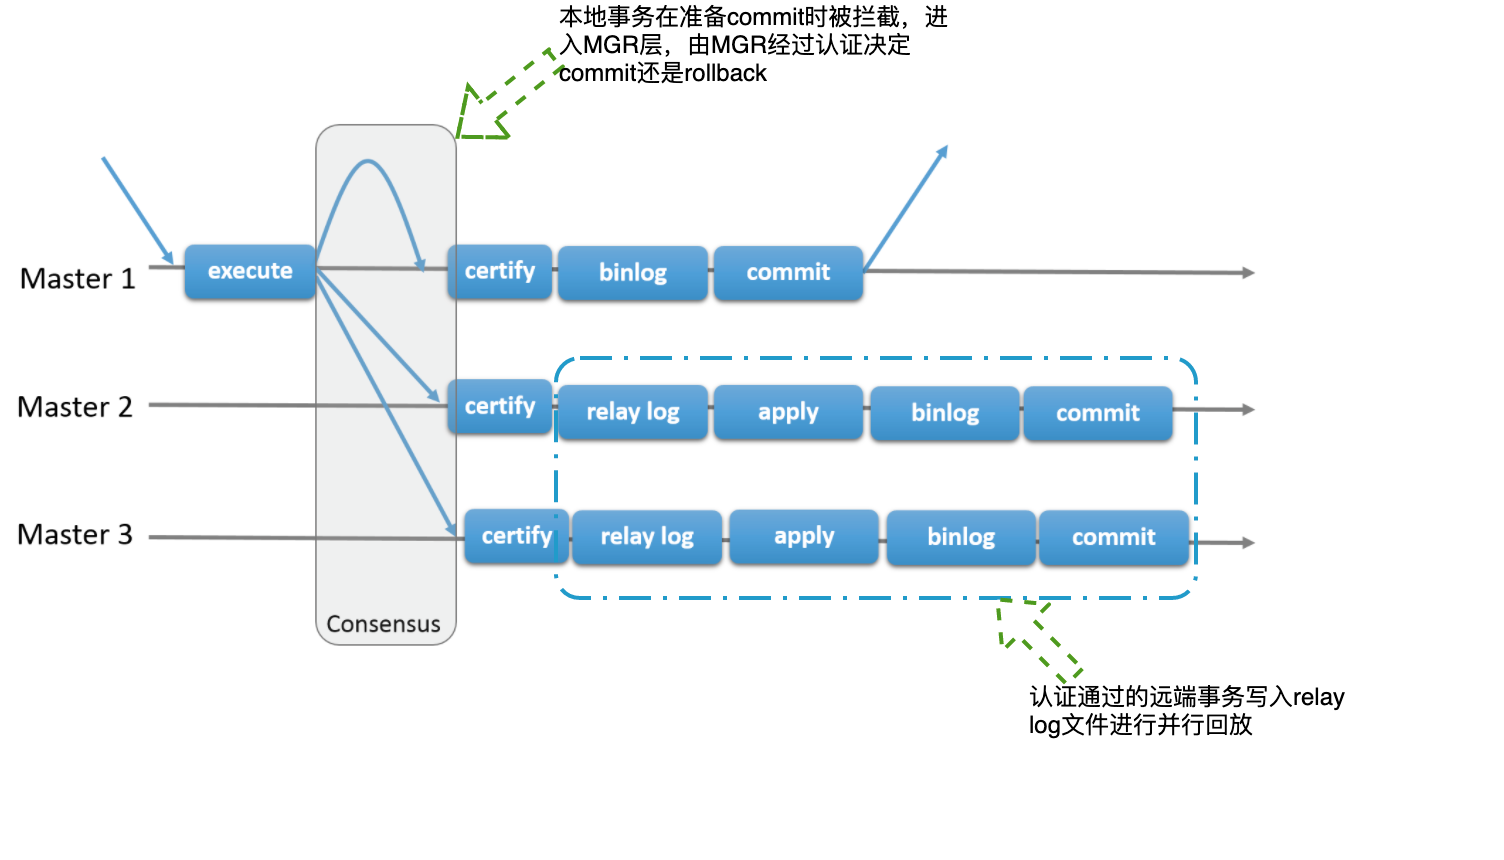 本地事务在准备commit时被拦截，进
入MGR层，由MGR经过认证决定
commit还是rollback
Master 1
execute
certify
binlog
commit
Master 2
certify
relay log
apply
binlog
commit
Master 3
certify
relay log
apply
binlog
commit
Consensus
认证通过的远端事务写入relay
log文件进行并行回放